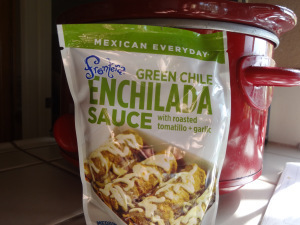 MEXICAN EVERYDAY
Frontera
GREEN CHILE
ENCHILADA
SAUCE
with roasted
tomatillo + garlic